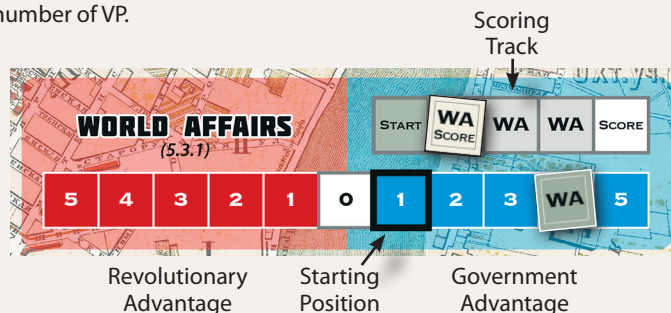 number of VP.
Scoring
Track
WORLD AFFAIRS
(5.3.1)
START WA SCORE WA WA SCORE
5 4 3 2 1 0 1 2 3 WA 5
Revolutionary
Advantage
Starting
Position
Government
Advantage